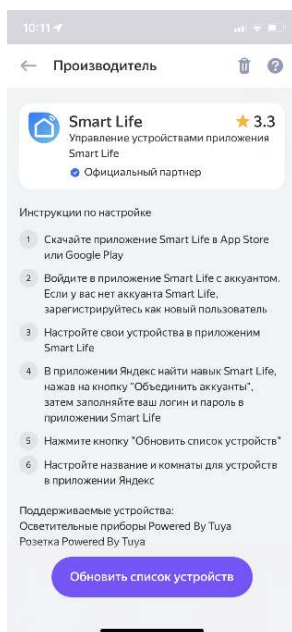 10:11
Производитель
Smart Life 3.3
Управление устройствами приложения
Smart Life
Официальный партнер
Инструкции по настройке
1 Скачайте приложение Smart Life в App Store
или Google Play
2 Войдите в приложение Smart Life с аккуантом.
Если у вас нет аккуанта Smart Life,
зарегистрируйтесь как новый пользователь
3 Настройте свои устройства в приложеним
Smart Life
4 В приложении Яндекс найти навык Smart Life,
нажав на кнопку "Объединить аккуанты",
затем заполняйте ваш логин и пароль в
приложении Smart Life
5 Нажмите кнопку "Обновить список устройств"
6 Настройте название и комнаты для устройств
в приложении Яндекс
Поддерживаемые устройства:
Осветительные приборы Powered By Tuya
Розетка Powered By Tuya
Обновить список устройств